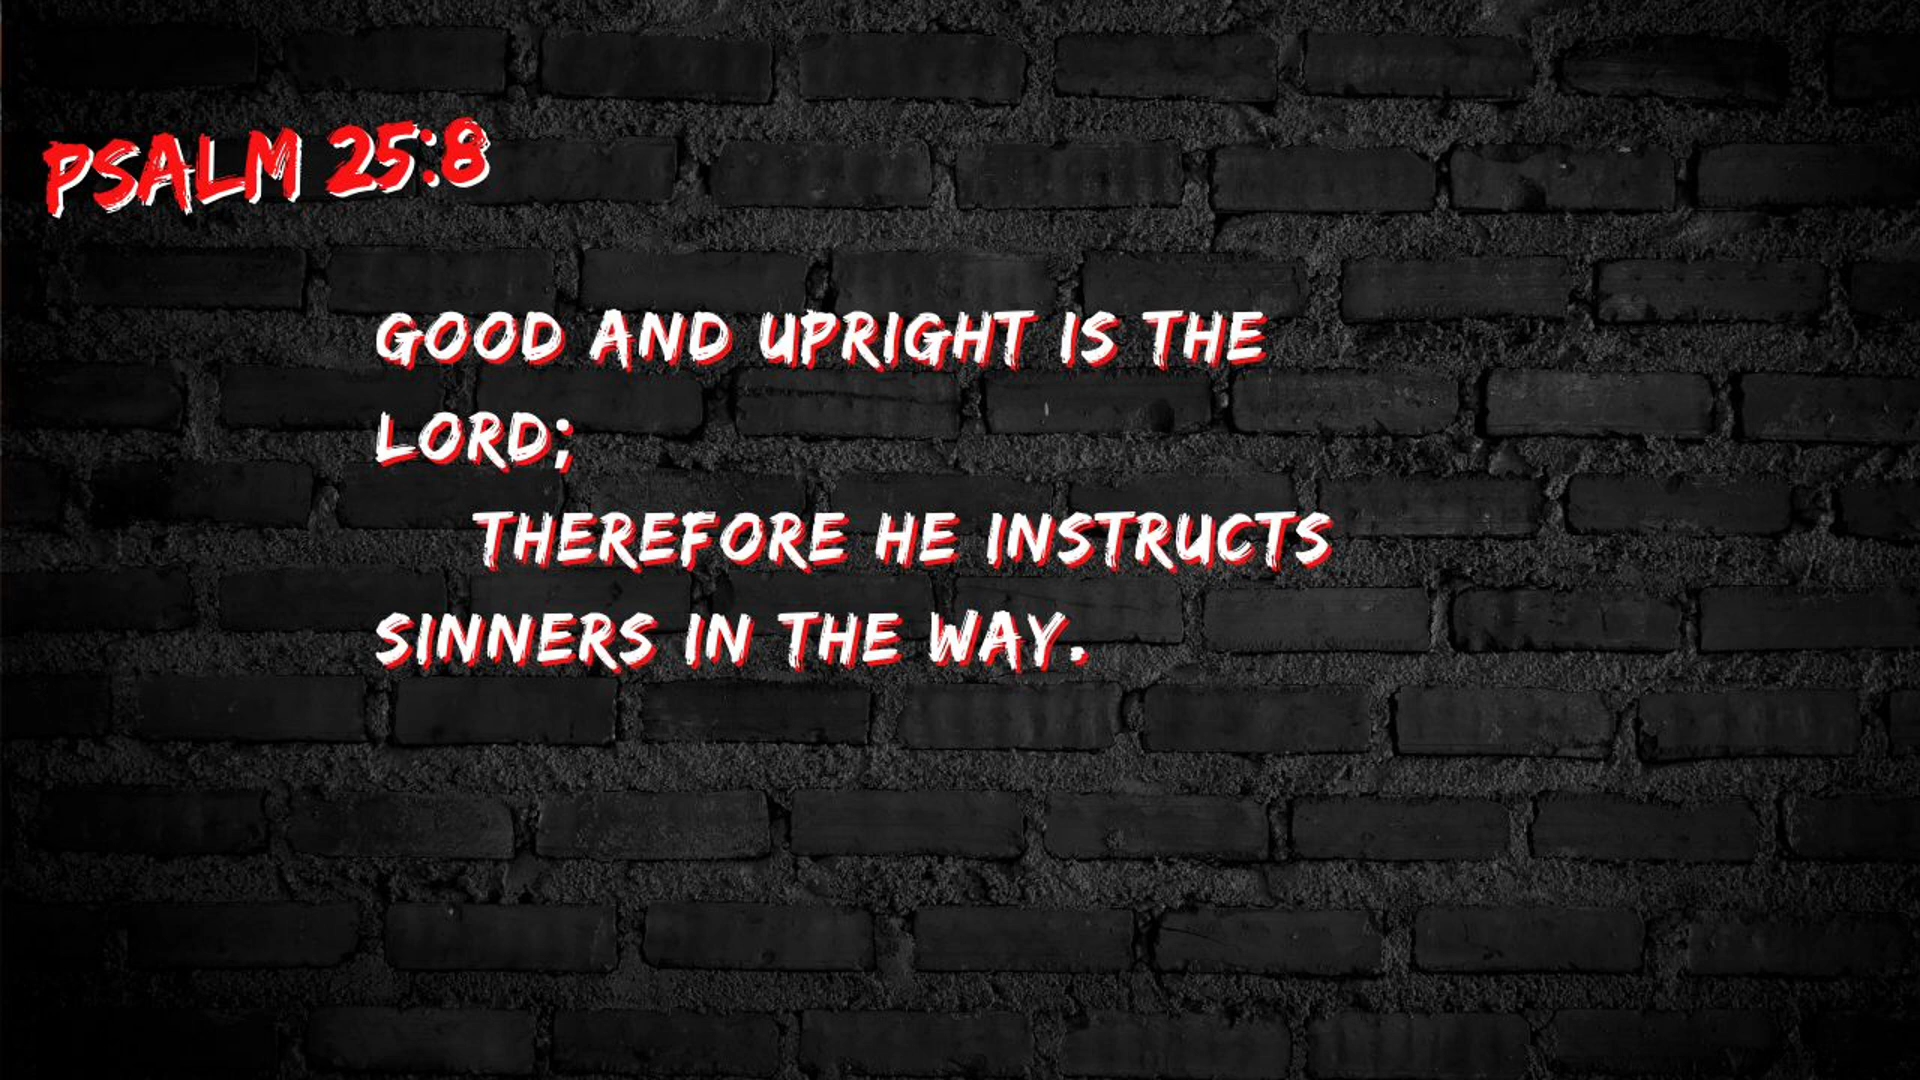 PSALM 25:8
GOOD AND UPRIGHT IS THE
LORD;
THEREFORE HE INSTRUCTS
SINNERS IN THE WAY.